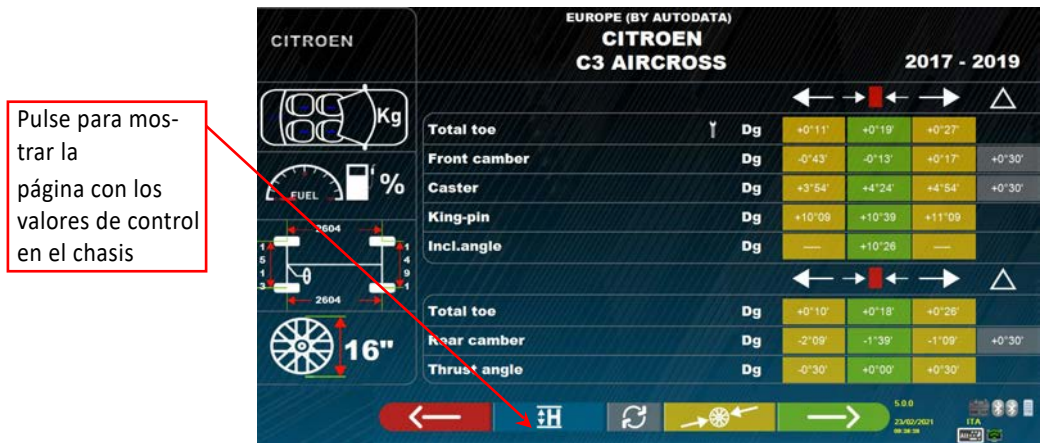 Pulse para mos-
trar la
página con los
valores de control
en el chasis
CITROEN
EUROPE (BY AUTODATA)
CITROEN
C3 AIRCROSS
2017 - 2019
Kg
FUEL
%
2604
1513
1491
2604
16"
Total toe Dg +0°11' +0°19' +0°27'
Front camber Dg -0°43' -0°13' +0°17' +0°30'
Caster Dg +3°54' +4°24' +4°54' +0°30'
King-pin Dg +10°09 +10°39 +11°09
Incl.angle Dg — +10°26 —
Total toe Dg +0°10' +0°18' +0°26'
Rear camber Dg -2°09' -1°39' -1°09' +0°30'
Thrust angle Dg -0°30' +0°00' +0°30'
H
5.0.0
23/02/2021
ITA